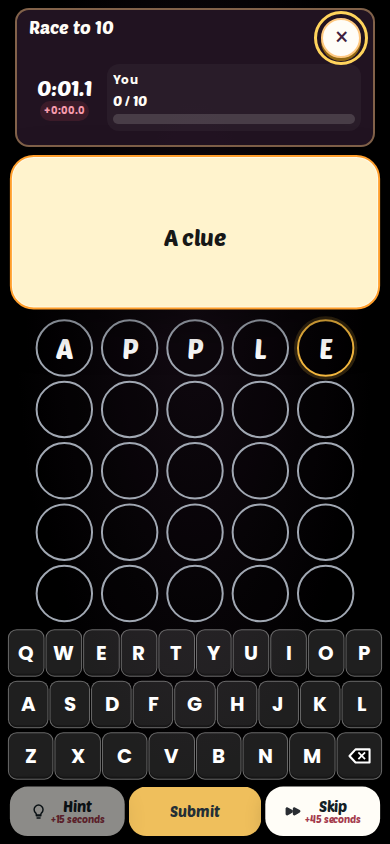 Race to 10
×
0:01.1
+0:00.0
You
0 / 10
A clue
A P P L E
Q W E R T Y U I O P
A S D F G H J K L
Z X C V B N M
Hint
+15 seconds
Submit
Skip
+45 seconds